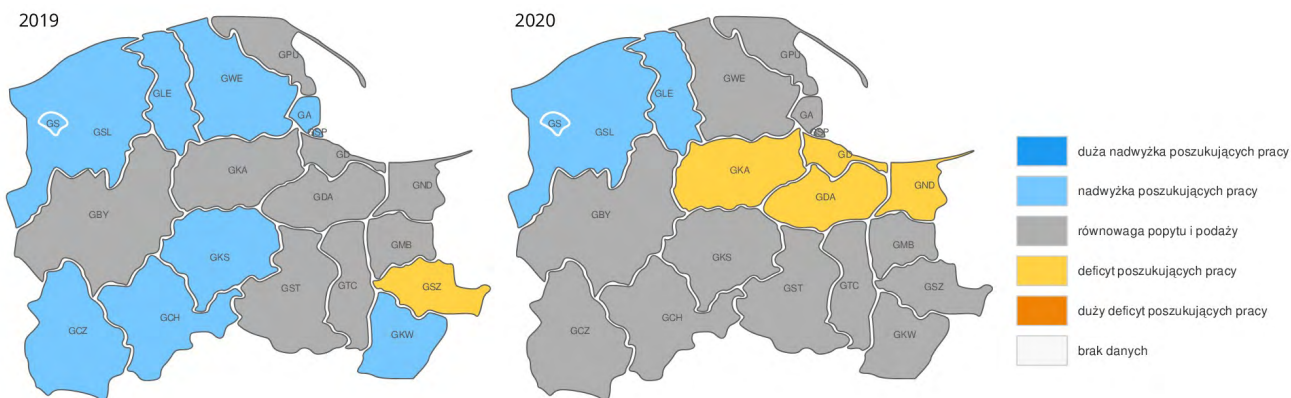 2019
GPU
GWE
GLE
GA
GS
GSL
GSP
GD
GKA
GDA
GND
GBY
GMB
GKS
GSZ
GST
GTC
GCH
GCZ
GKW
2020
GPU
GWE
GLE
GA
GS
GSL
GSP
GD
GKA
GDA
GND
GBY
GMB
GKS
GSZ
GST
GTC
GCH
GCZ
GKW
duża nadwyżka poszukujących pracy
nadwyżka poszukujących pracy
równowaga popytu i podaży
deficyt poszukujących pracy
duży deficyt poszukujących pracy
brak danych